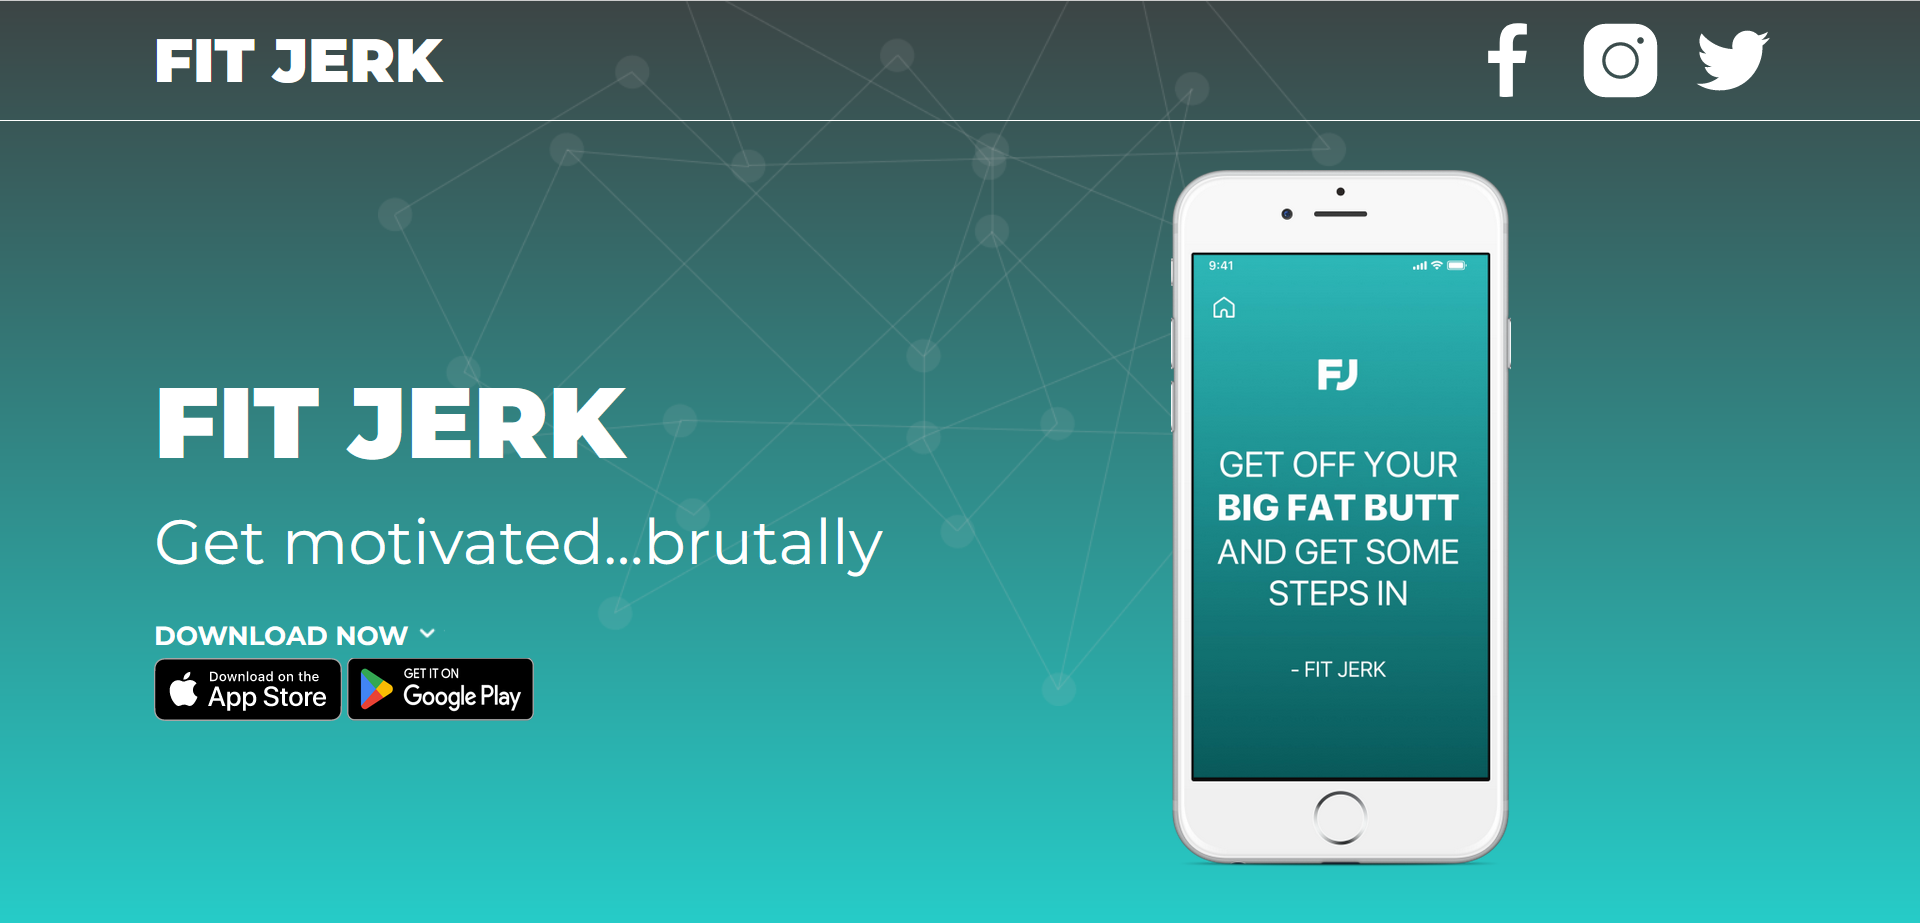 FIT JERK
FIT JERK
Get motivated...brutally
DOWNLOAD NOW
Download on the
App Store
GET IT ON
Google Play
9:41
FJ
GET OFF YOUR
BIG FAT BUTT
AND GET SOME
STEPS IN
- FIT JERK